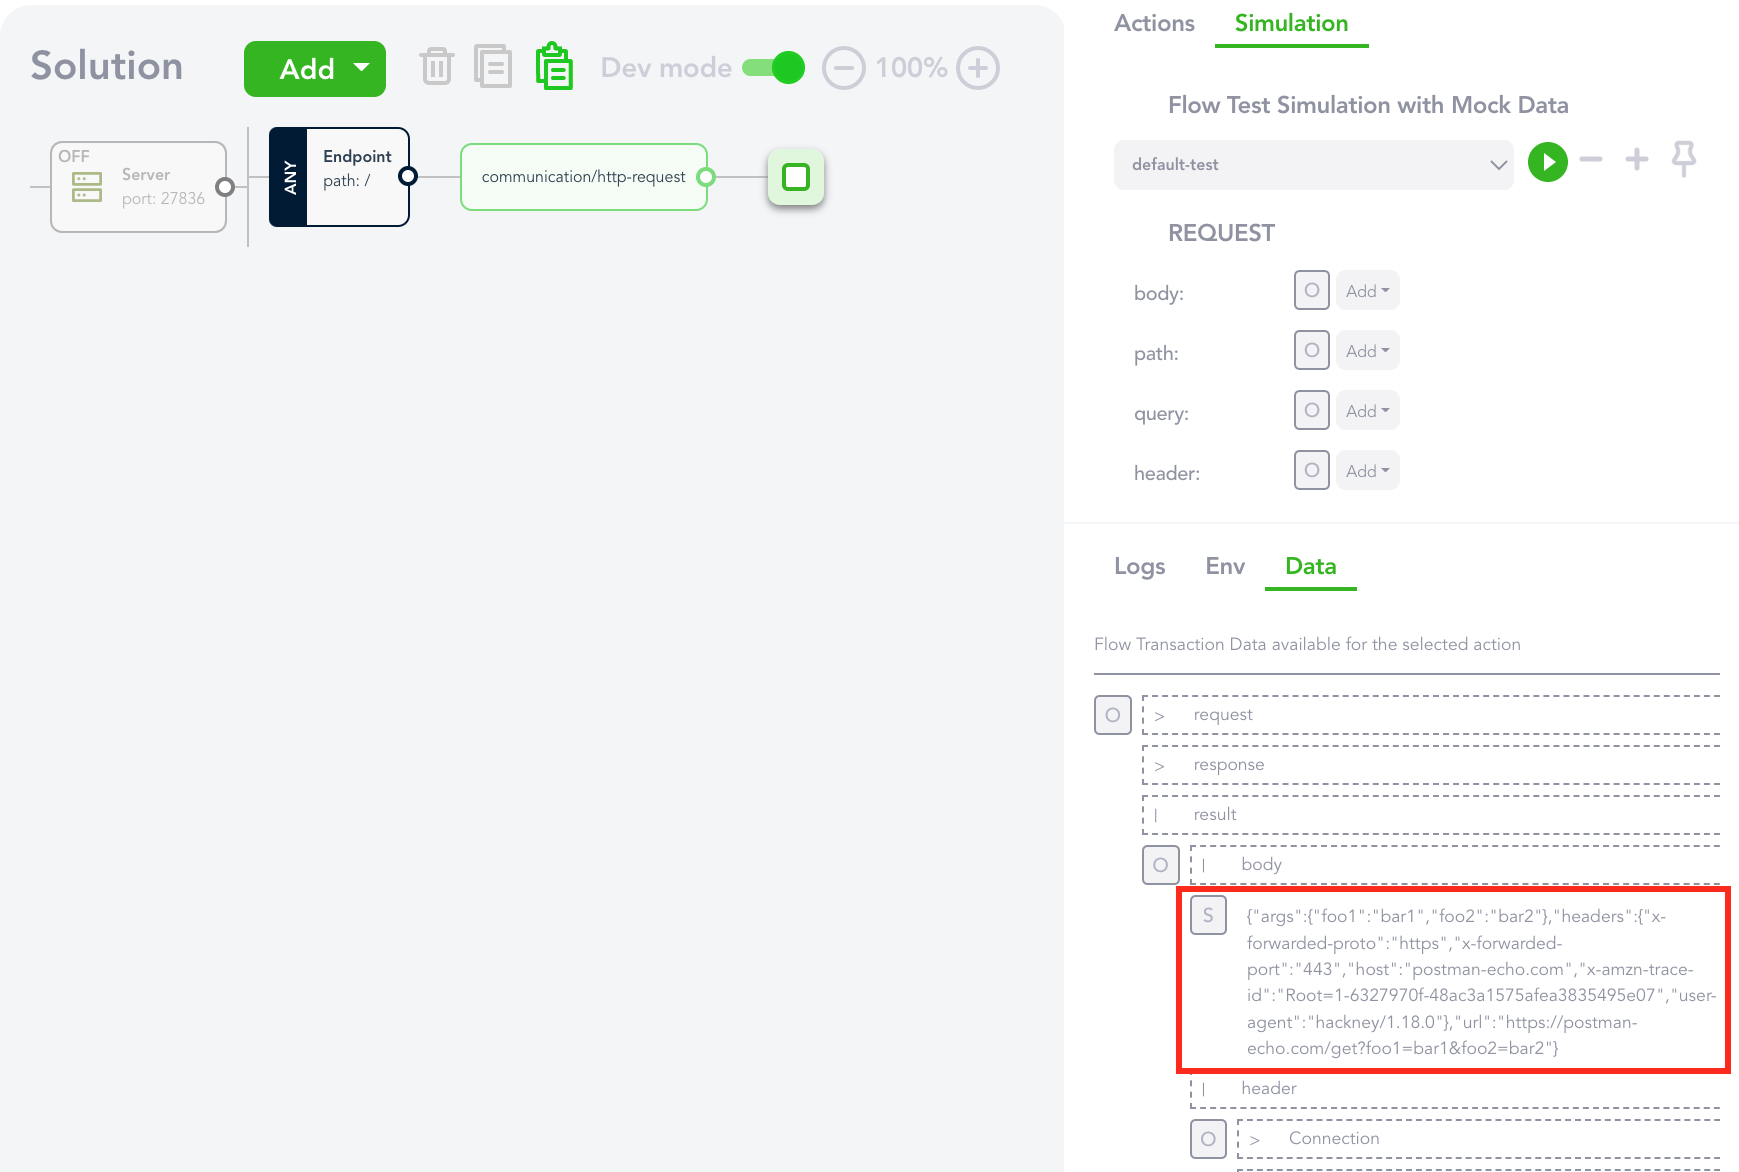 Solution
Add
Dev mode
100%
OFF
Server
port: 27836
ANY
Endpoint
path: /
communication/http-request
Actions
Simulation
Flow Test Simulation with Mock Data
default-test
REQUEST
body:
O
Add
path:
O
Add
query:
O
Add
header:
O
Add
Logs
Env
Data
Flow Transaction Data available for the selected action
O
> request
> response
| result
O
| body
S
{"args":{"foo1":"bar1","foo2":"bar2"},"headers":{"x-
forwarded-proto":"https","x-forwarded-
port":"443","host":"postman-echo.com","x-amzn-trace-
id":"Root=1-6327970f-48ac3a1575afea3835495e07","user-
agent":"hackney/1.18.0"},"url":"https://postman-
echo.com/get?foo1=bar1&foo2=bar2"}
| header
O
> Connection